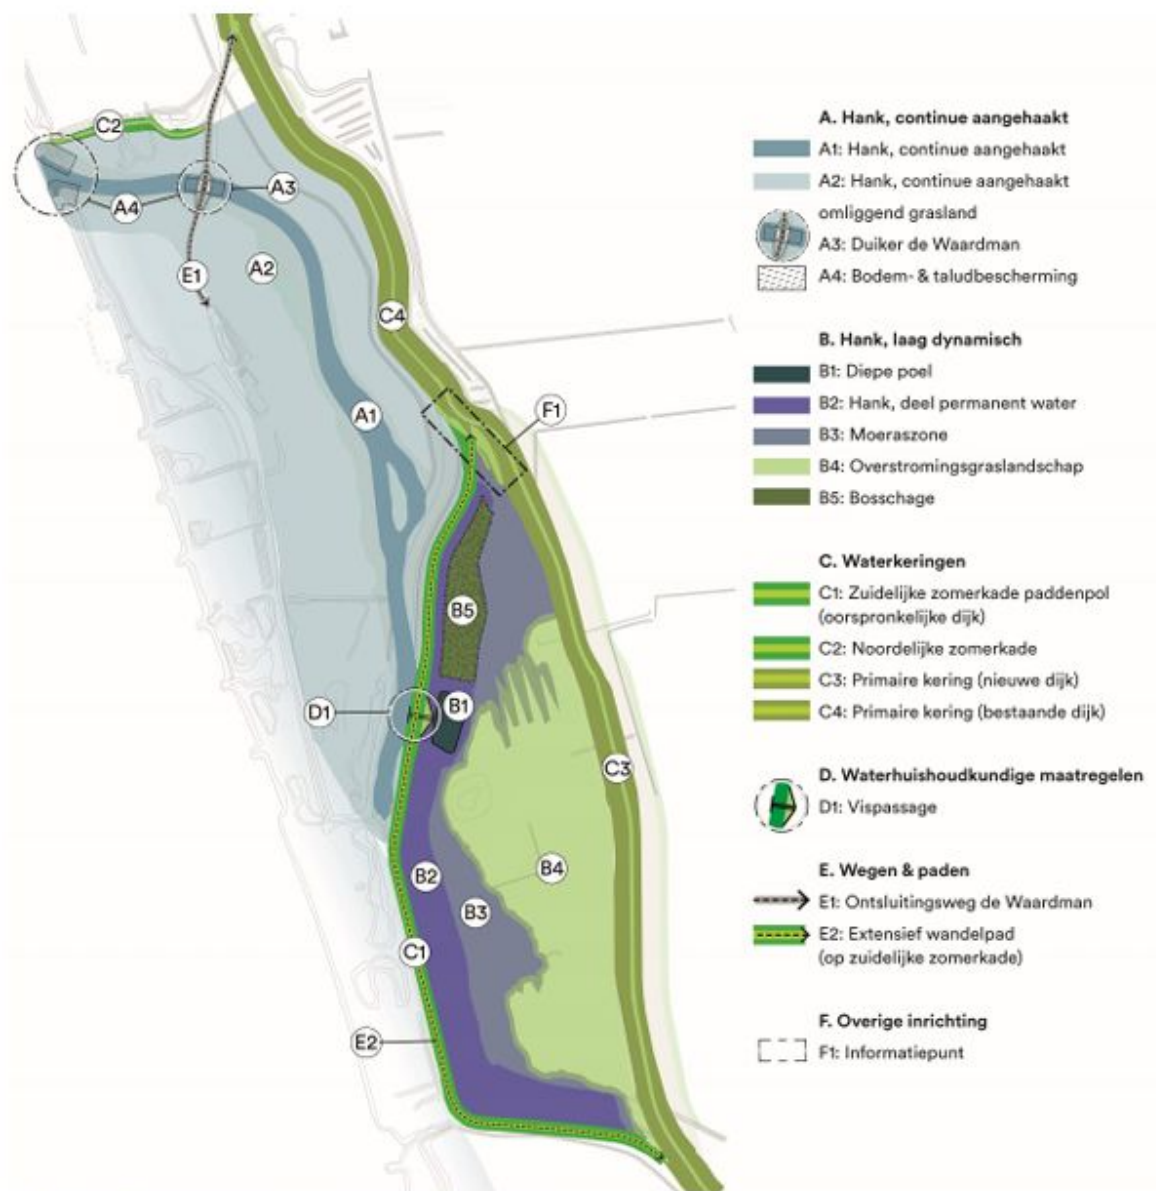 C2
A3
A4
E1
A2
C4
A1
F1
B5
D1
B1
C3
B2
B4
B3
C1
E2
A. Hank, continue aangehaakt
A1: Hank, continue aangehaakt
A2: Hank, continue aangehaakt
omliggend grasland
A3: Duiker de Waardman
A4: Bodem- & taludbescherming
B. Hank, laag dynamisch
B1: Diepe poel
B2: Hank, deel permanent water
B3: Moeraszone
B4: Overstromingsgraslandschap
B5: Bosschage
C. Waterkeringen
C1: Zuidelijke zomerkade paddenpol
(oorspronkelijke dijk)
C2: Noordelijke zomerkade
C3: Primaire kering (nieuwe dijk)
C4: Primaire kering (bestaande dijk)
D. Waterhuishoudkundige maatregelen
D1: Vispassage
E. Wegen & paden
E1: Ontsluitingsweg de Waardman
E2: Extensief wandelpad
(op zuidelijke zomerkade)
F. Overige inrichting
F1: Informatiepunt